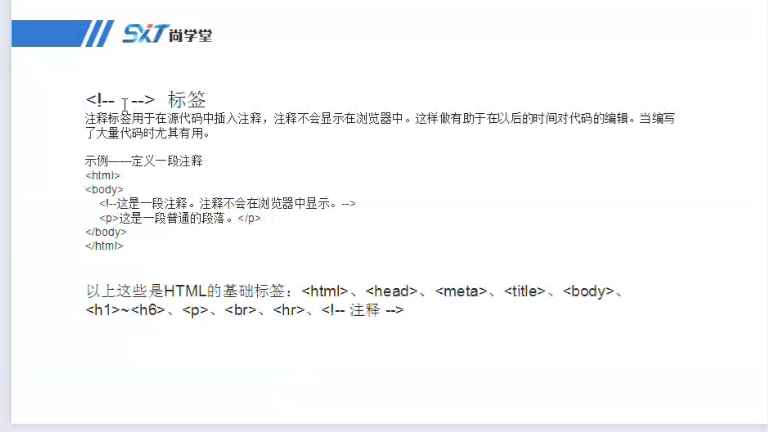 SXT 尚学堂
<!-- --> 标签
注释标签用于在源代码中插入注释，注释不会显示在浏览器中。这样做有助于在以后的时间对代码的编辑。当编写
了大量代码时尤其有用。
示例——定义一段注释
<html>
<body>
<!--这是一段注释。注释不会在浏览器中显示。-->
<p>这是一段普通的段落。</p>
</body>
</html>
以上这些是HTML的基础标签：<html>、<head>、<meta>、<title>、<body>、
<h1>~<h6>、<p>、<br>、<hr>、<!-- 注释 -->